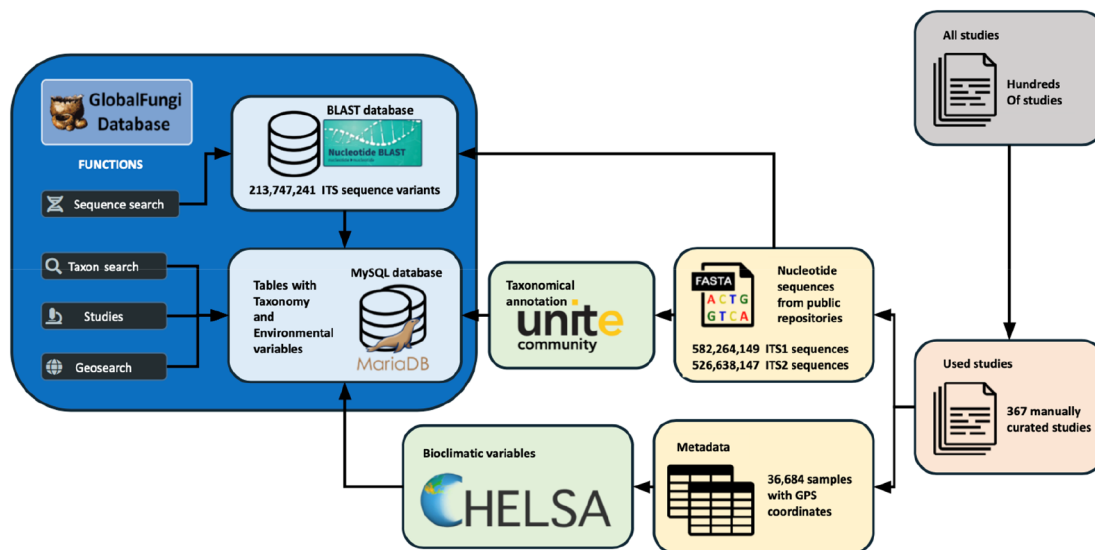 All studies
Hundreds
Of studies
GlobalFungi
Database
FUNCTIONS
Sequence search
Taxon search
Studies
Geosearch
BLAST database
Nucleotide BLAST
213,747,241 ITS sequence variants
MySQL database
Tables with
Taxonomy
and
Environmental
variables
MariaDB
Taxonomical
annotation
unite
community
FASTA
ACTG
GTCA
Nucleotide
sequences
from public
repositories
582,264,149 ITS1 sequences
526,638,147 ITS2 sequences
Used studies
367 manually
curated studies
Bioclimatic variables
CHELSA
Metadata
36,684 samples
with GPS
coordinates